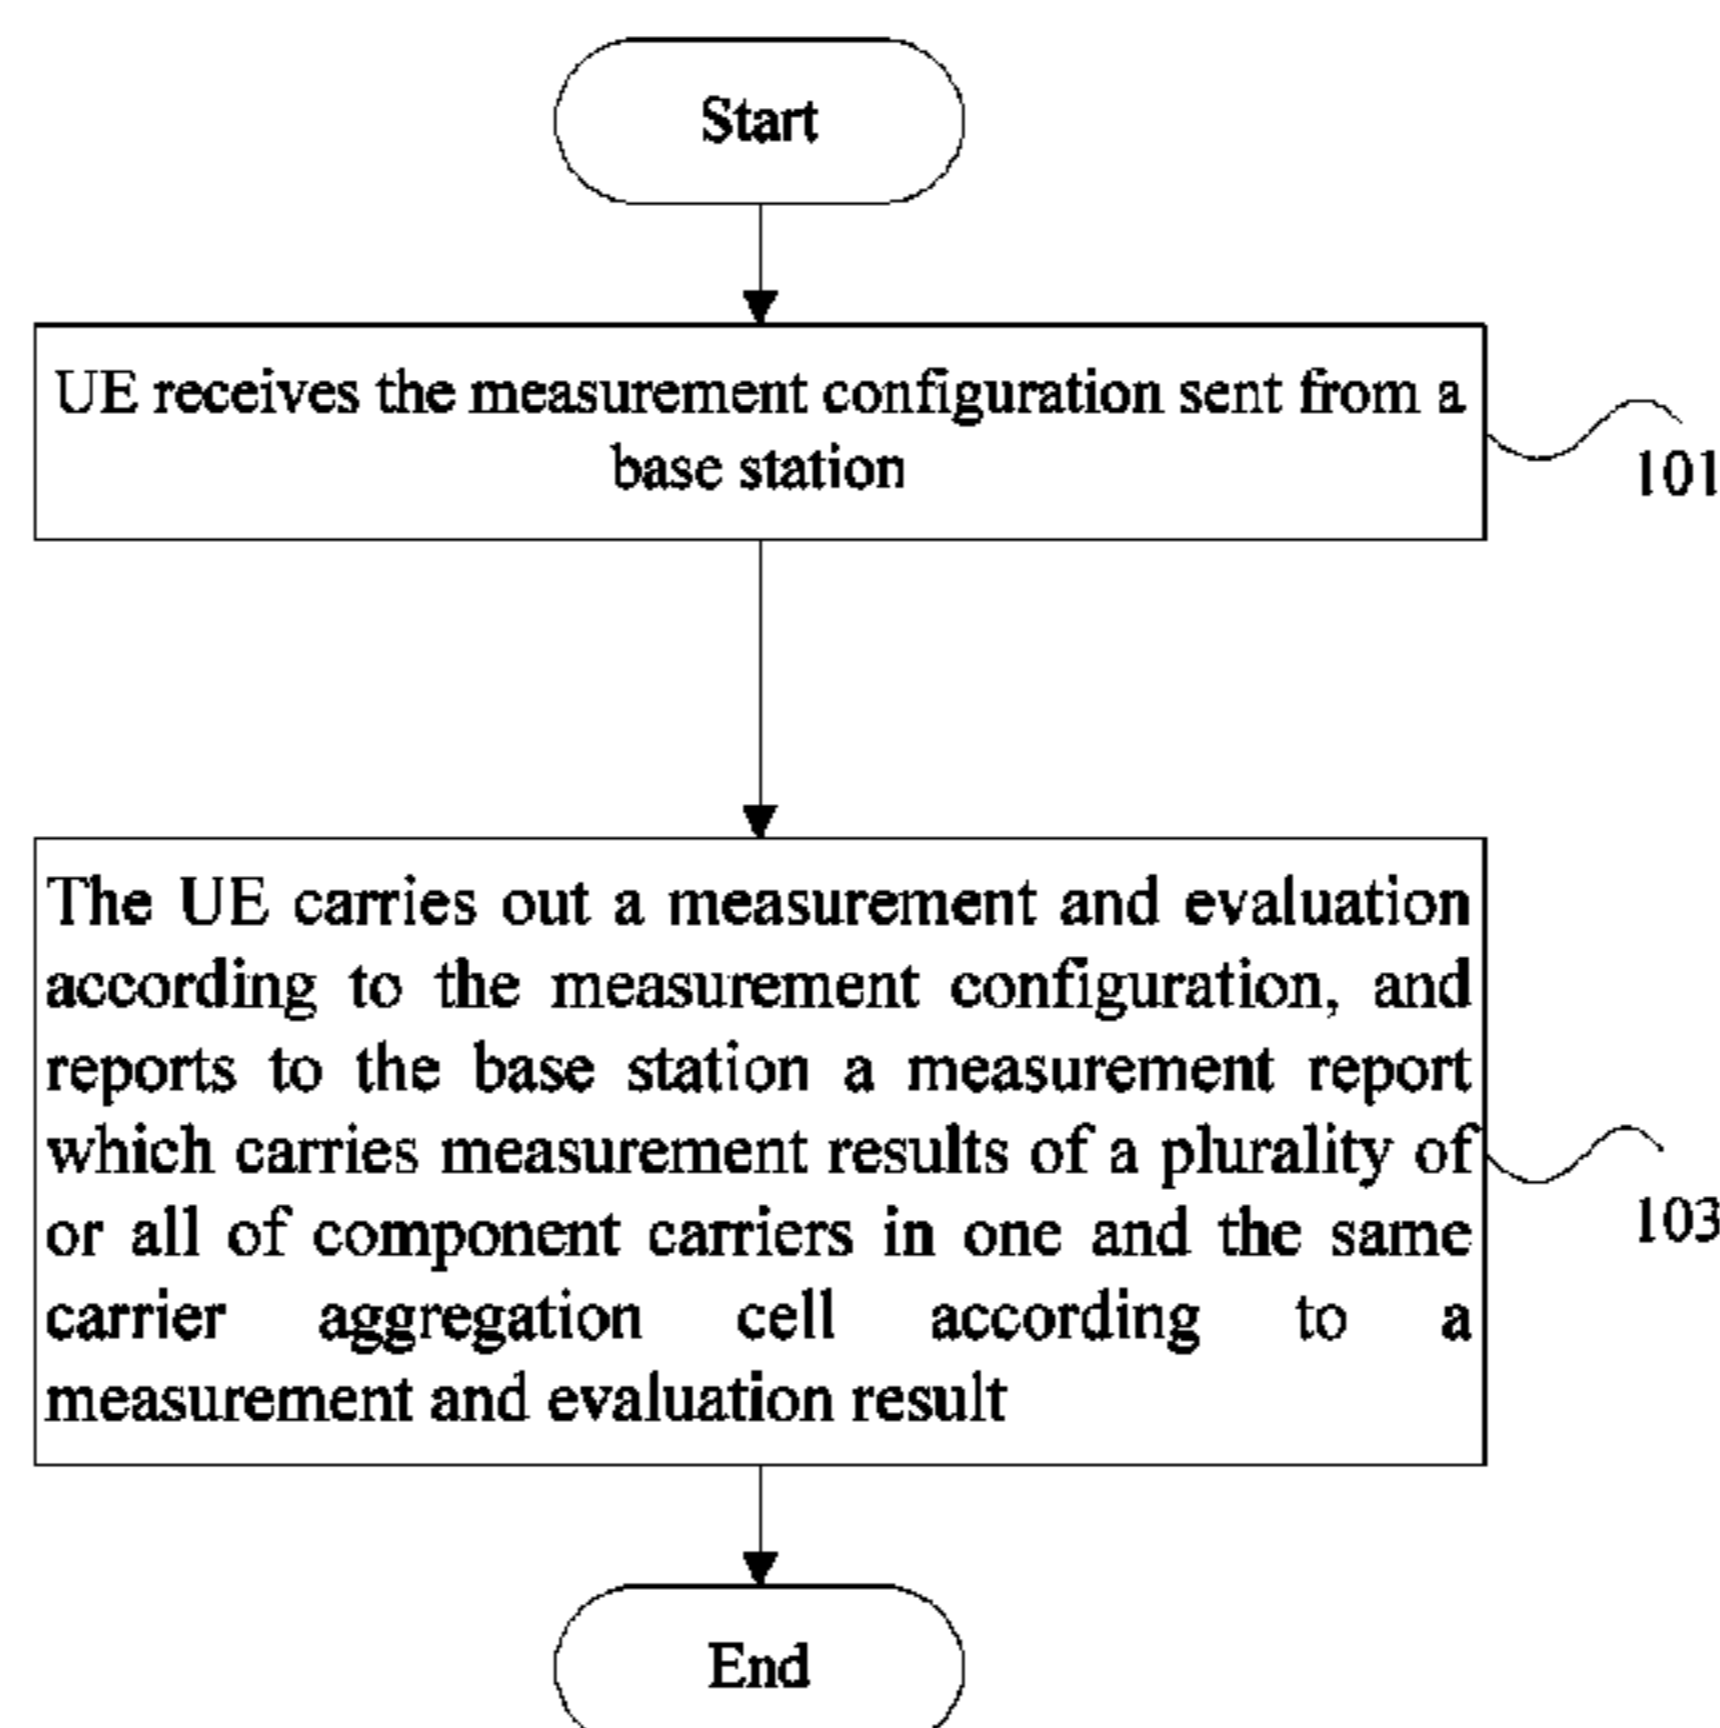 Start
UE receives the measurement configuration sent from a
base station
101
The UE carries out a measurement and evaluation
according to the measurement configuration, and
reports to the base station a measurement report
which carries measurement results of a plurality of
or all of component carriers in one and the same
carrier aggregation cell according to a
measurement and evaluation result
103
End